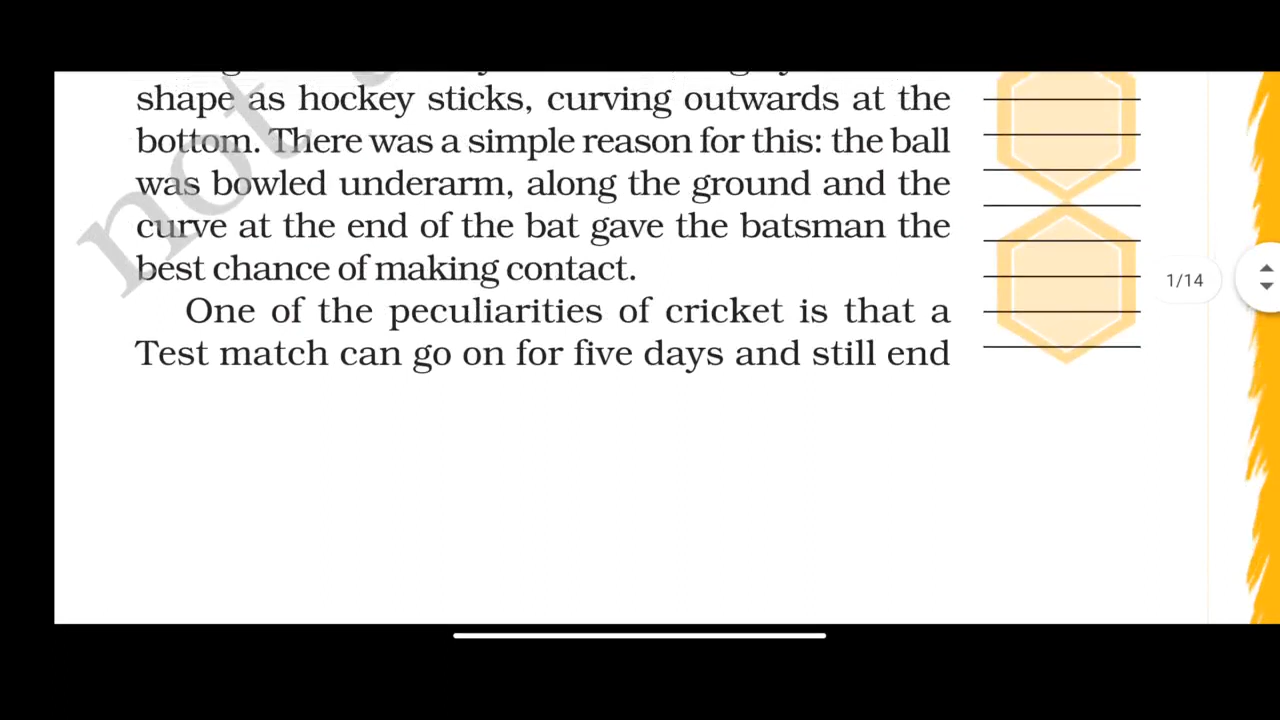 shape as hockey sticks, curving outwards at the
bottom. There was a simple reason for this: the ball
was bowled underarm, along the ground and the
curve at the end of the bat gave the batsman the
best chance of making contact.
One of the peculiarities of cricket is that a
Test match can go on for five days and still end
not
1/14